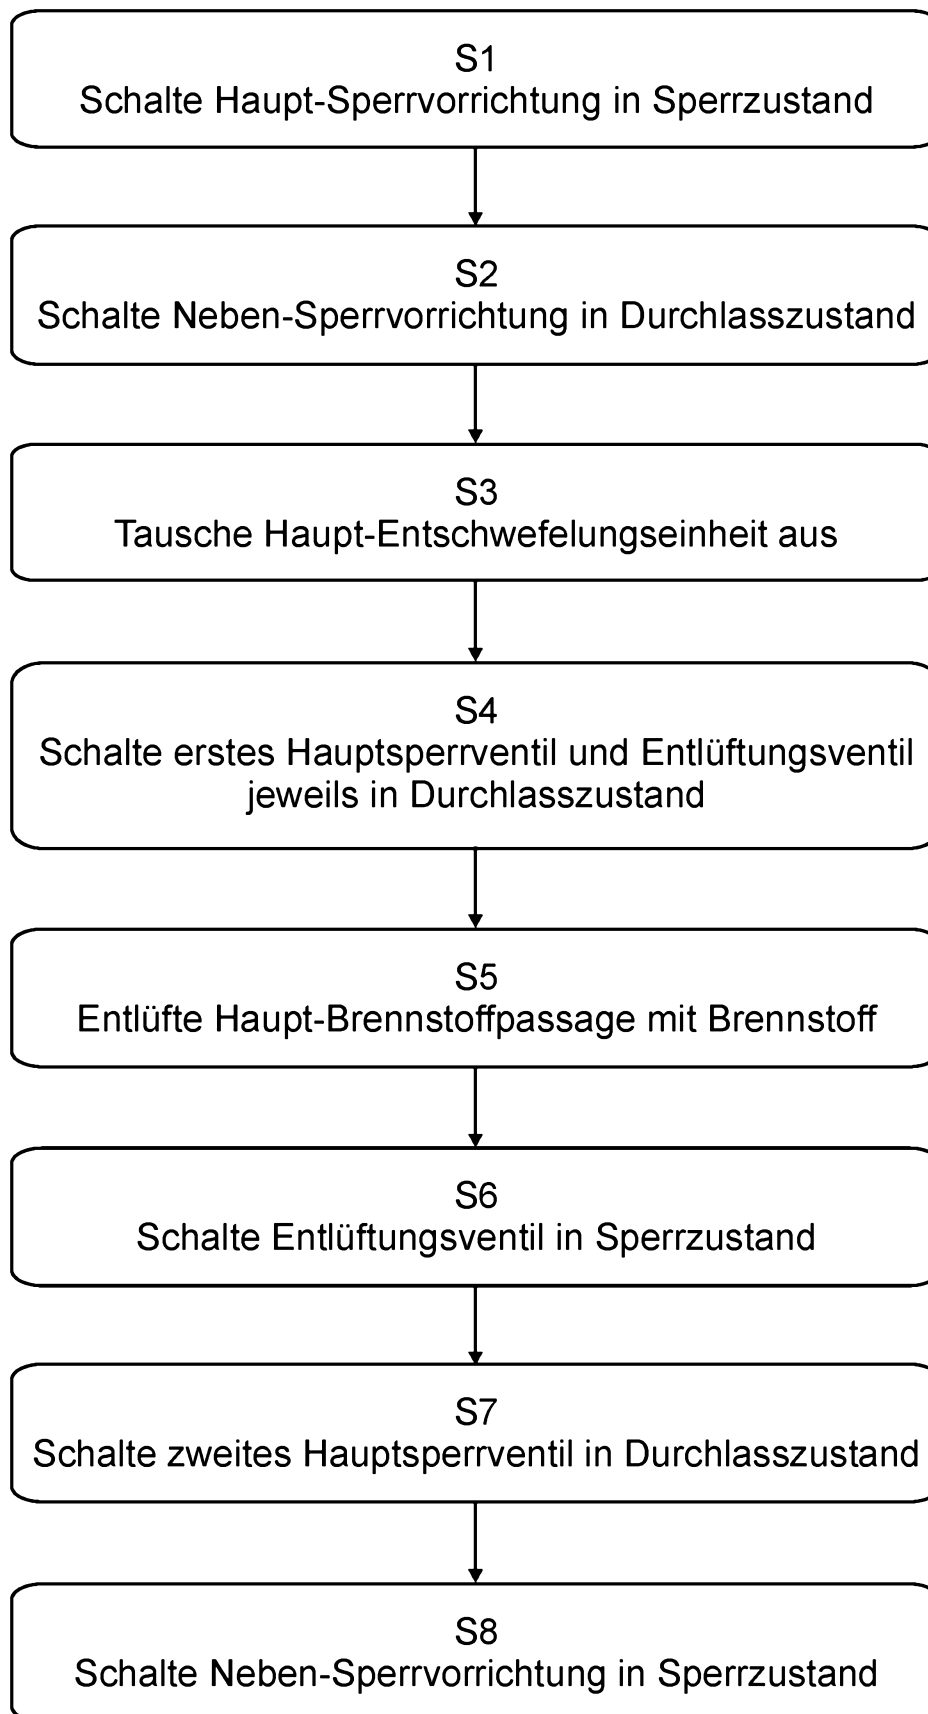 S1
Schalte Haupt-Sperrvorrichtung in Sperrzustand
S2
Schalte Neben-Sperrvorrichtung in Durchlasszustand
S3
Tausche Haupt-Entschwefelungseinheit aus
S4
Schalte erstes Hauptsperrventil und Entlüftungsventil
jeweils in Durchlasszustand
S5
Entlüfte Haupt-Brennstoffpassage mit Brennstoff
S6
Schalte Entlüftungsventil in Sperrzustand
S7
Schalte zweites Hauptsperrventil in Durchlasszustand
S8
Schalte Neben-Sperrvorrichtung in Sperrzustand